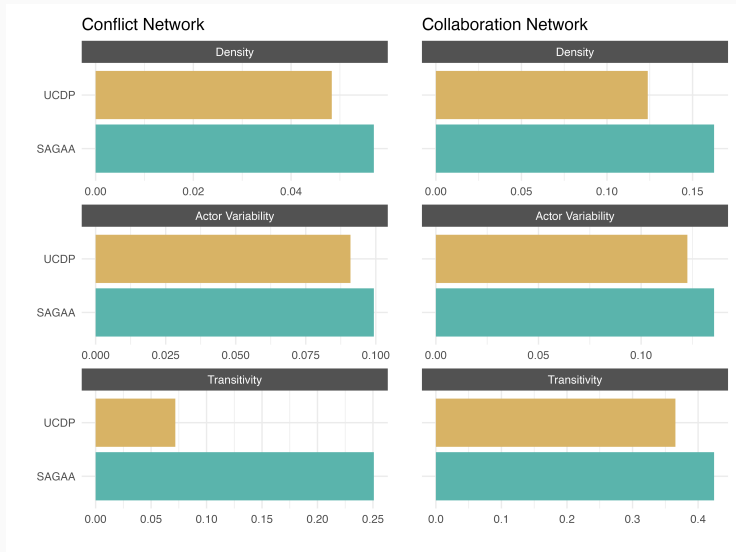 Conflict Network
Collaboration Network
Density
Density
UCDP
SAGAA
0.00 0.02 0.04
0.00 0.05 0.10 0.15
Actor Variability
Actor Variability
UCDP
SAGAA
0.000 0.025 0.050 0.075 0.100
0.00 0.05 0.10
Transitivity
Transitivity
UCDP
SAGAA
0.00 0.05 0.10 0.15 0.20 0.25
0.0 0.1 0.2 0.3 0.4